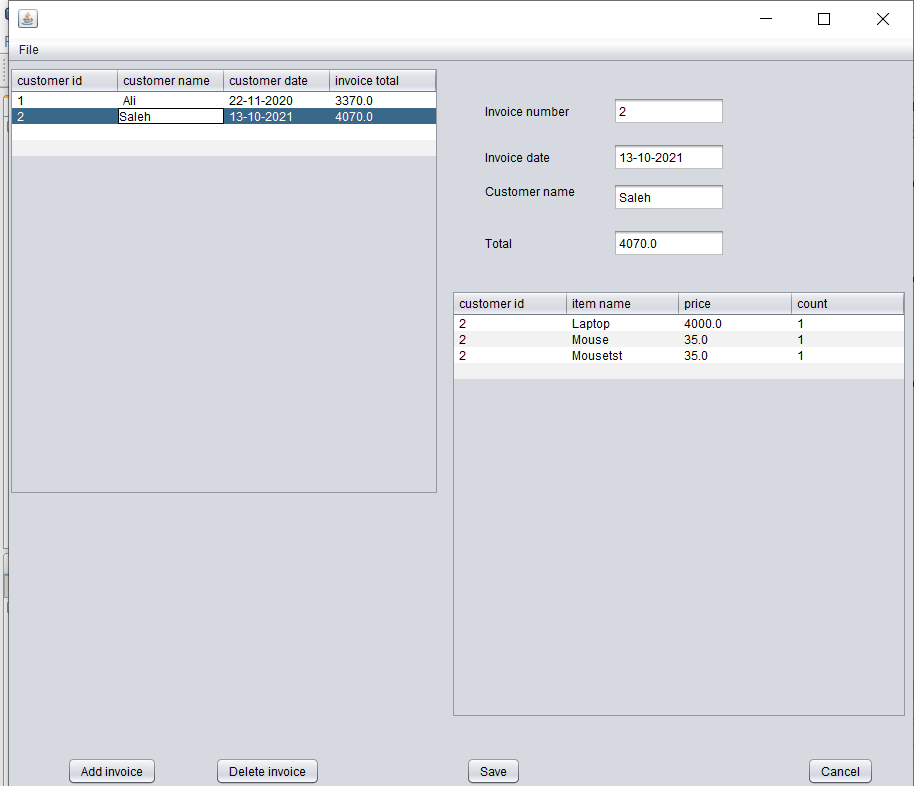 File
customer id customer name customer date invoice total
1 Ali 22-11-2020 3370.0
2 Saleh 13-10-2021 4070.0
Invoice number 2
Invoice date 13-10-2021
Customer name Saleh
Total 4070.0
customer id item name price count
2 Laptop 4000.0 1
2 Mouse 35.0 1
2 Mousetst 35.0 1
Add invoice Delete invoice Save Cancel